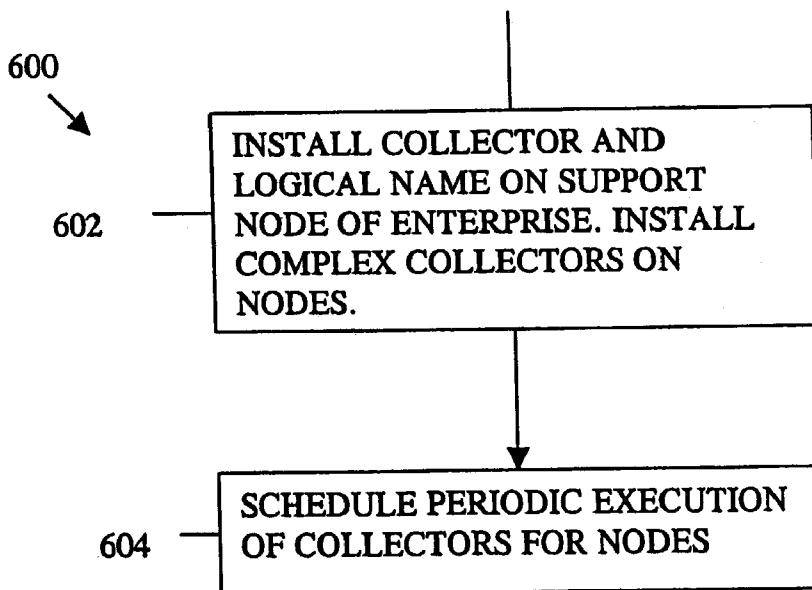 600
INSTALL COLLECTOR AND
LOGICAL NAME ON SUPPORT
NODE OF ENTERPRISE. INSTALL
COMPLEX COLLECTORS ON
NODES.
602
SCHEDULE PERIODIC EXECUTION
OF COLLECTORS FOR NODES
604